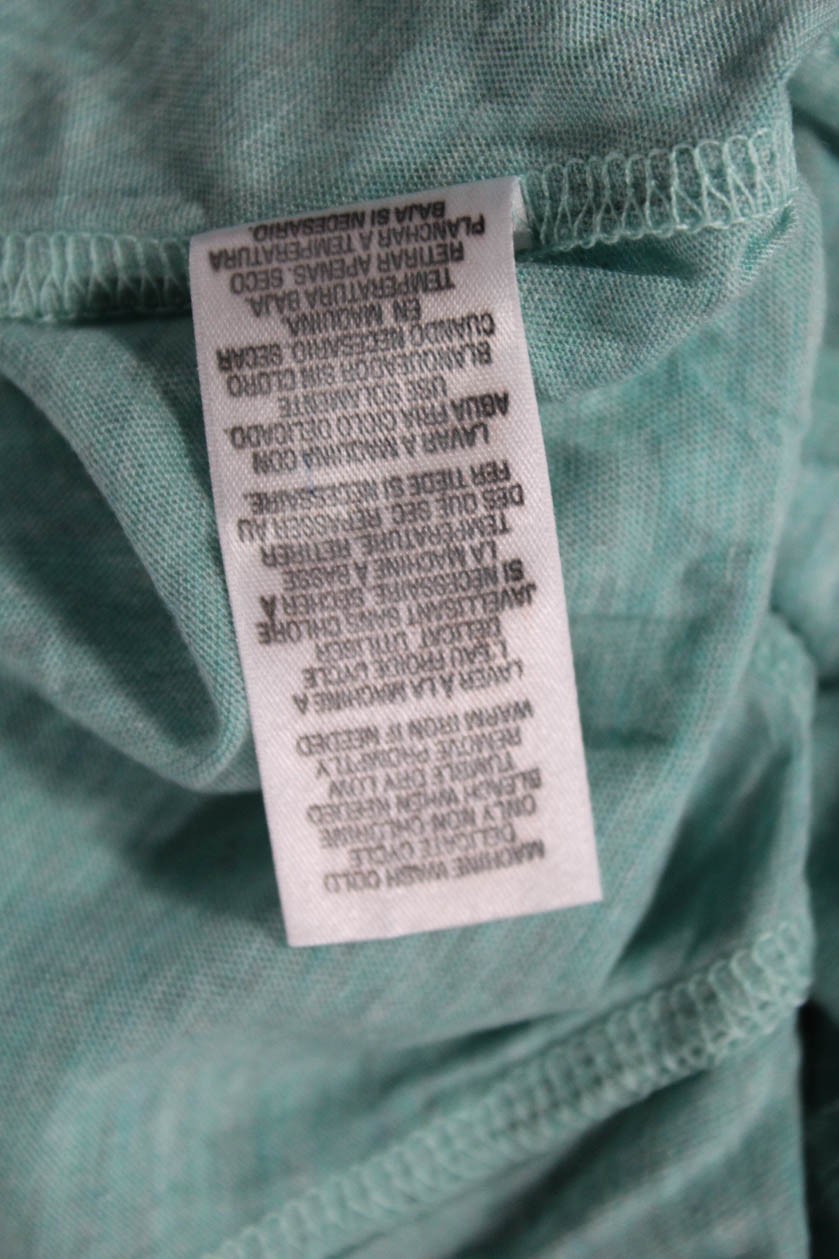 MACHINE WASH COLD
DELICATE CYCLE
ONLY NON CHLORINE
BLEACH WHEN NEEDED
TUMBLE DRY LOW
REMOVE PROMPTLY
WARM IRON IF NEEDED
LAVER À LA MACHINE À
L'EAU FROIDE CYCLE
DELICAT. UTILISER
JAVELLISANT SANS CHLORE
SI NECESSAIRE. SÉCHER À
LA MACHINE À BASSE
TEMPERATURE. RETIRER
DÈS QUE SEC. REPASSEN AU
FER TIEDE SI NECESSAIRE.
LAVAR A MAQUINA CON
AGUA FRIA CICLO DELICADO.
USE SOLAMENTE
BLANQUEADOR SIN CLORO
CUANDO NECESARIO. SECAR
EN MAQUINA.
TEMPERATURA BAJA.
RETIRAR APENAS. SECO
PLANCHAR A TEMPERATURA
BAJA SI NECESARIO.